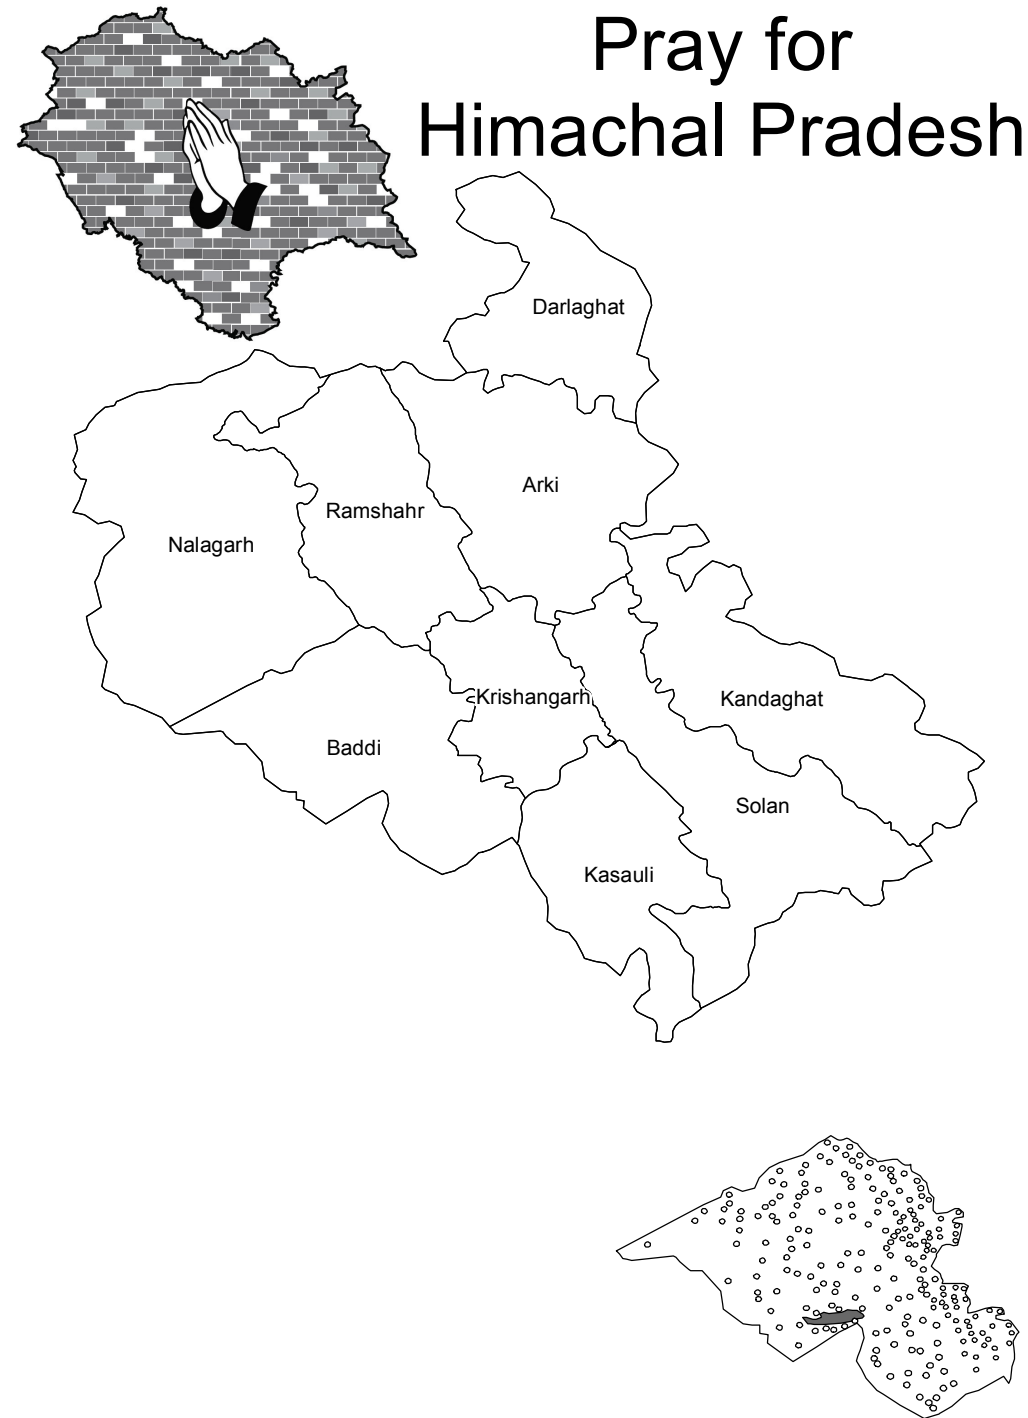 Pray for
Himachal Pradesh
Darlaghat
Arki
Ramshahr
Nalagarh
Krishangarh
Kandaghat
Baddi
Solan
Kasauli